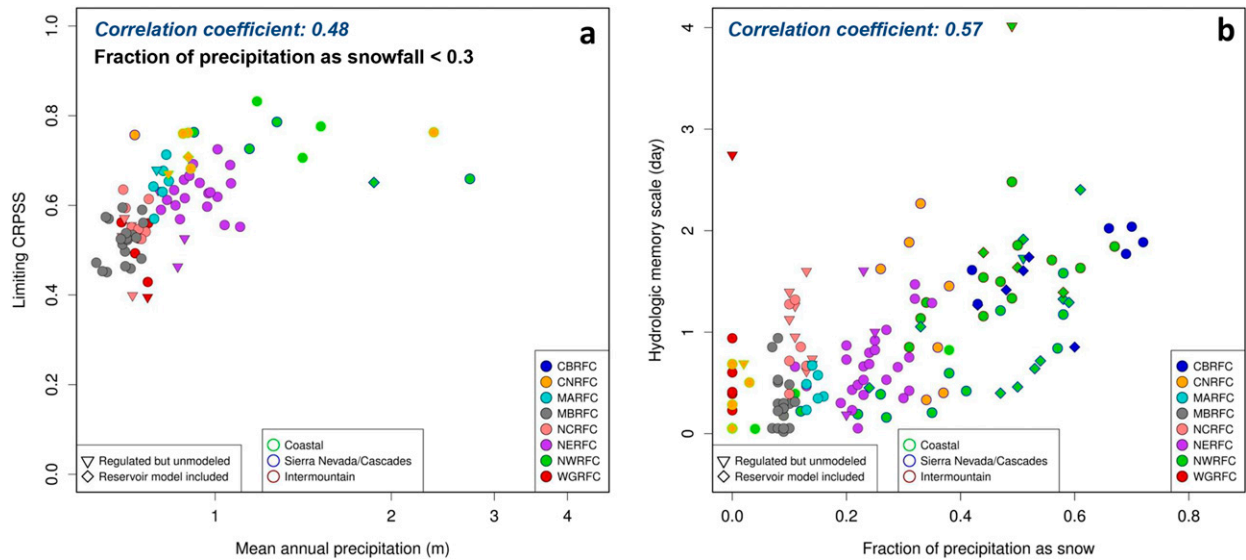 Correlation coefficient: 0.48
a
Fraction of precipitation as snowfall < 0.3
Limiting CRPSS
1.0
0.8
0.6
0.4
0.2
0.0
Regulated but unmodeled
Reservoir model included
Coastal
Sierra Nevada/Cascades
Intermountain
CBRFC
CNRFC
MARFC
MBRFC
NCRFC
NERFC
NWRFC
WGRFC
1
2
3
4
Mean annual precipitation (m)
Correlation coefficient: 0.57
b
Hydrologic memory scale (day)
4
3
2
1
0
Regulated but unmodeled
Reservoir model included
Coastal
Sierra Nevada/Cascades
Intermountain
CBRFC
CNRFC
MARFC
MBRFC
NCRFC
NERFC
NWRFC
WGRFC
0.0
0.2
0.4
0.6
0.8
Fraction of precipitation as snow